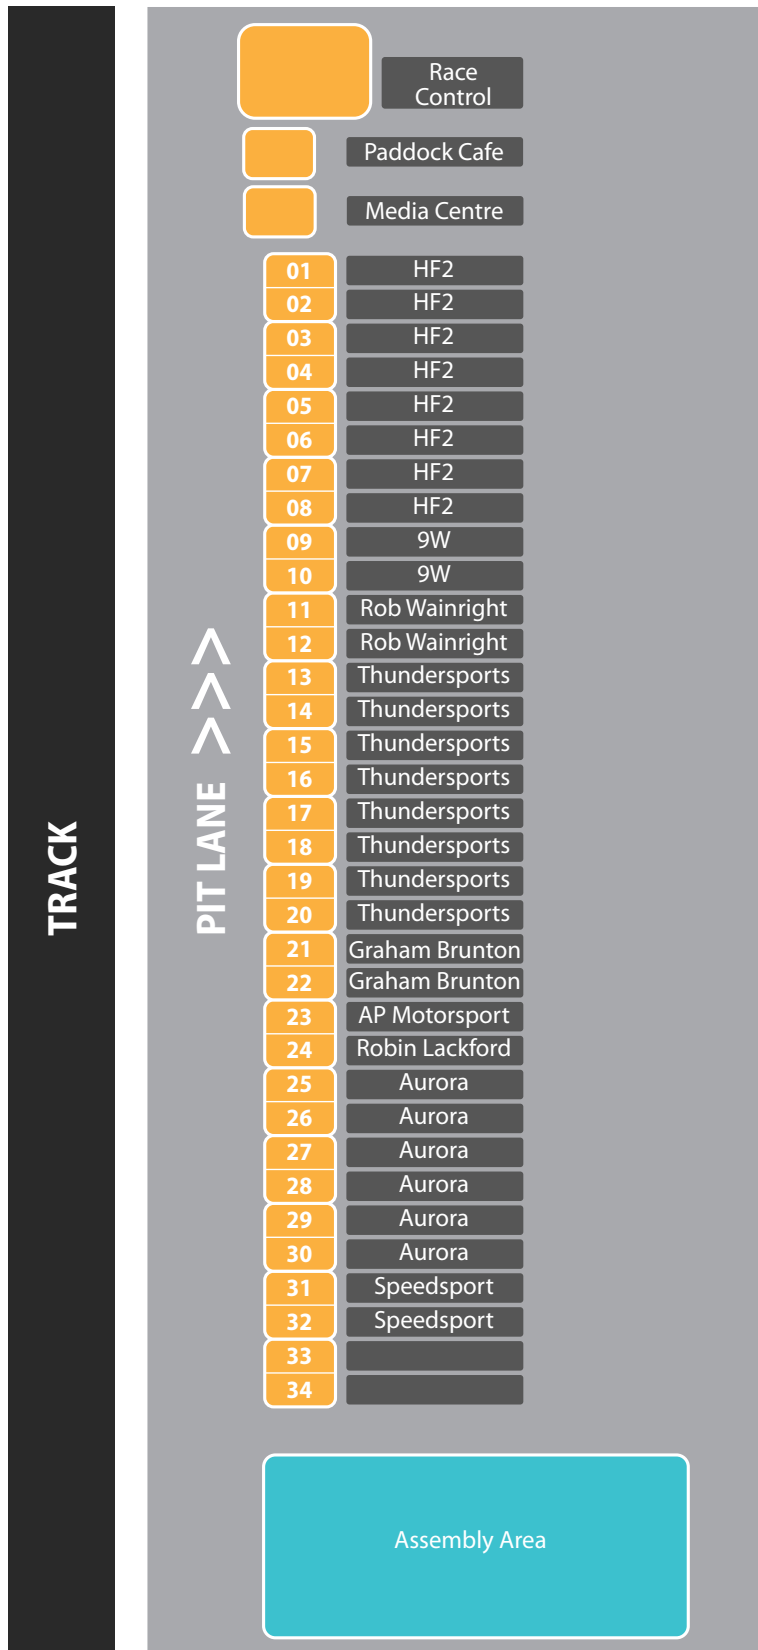 Race
Control
Paddock Cafe
Media Centre
01 HF2
02 HF2
03 HF2
04 HF2
05 HF2
06 HF2
07 HF2
08 HF2
09 9W
10 9W
11 Rob Wainright
12 Rob Wainright
13 Thundersports
14 Thundersports
15 Thundersports
16 Thundersports
17 Thundersports
18 Thundersports
19 Thundersports
20 Thundersports
21 Graham Brunton
22 Graham Brunton
23 AP Motorsport
24 Robin Lackford
25 Aurora
26 Aurora
27 Aurora
28 Aurora
29 Aurora
30 Aurora
31 Speedsport
32 Speedsport
33
34
TRACK
PIT LANE >>>
Assembly Area